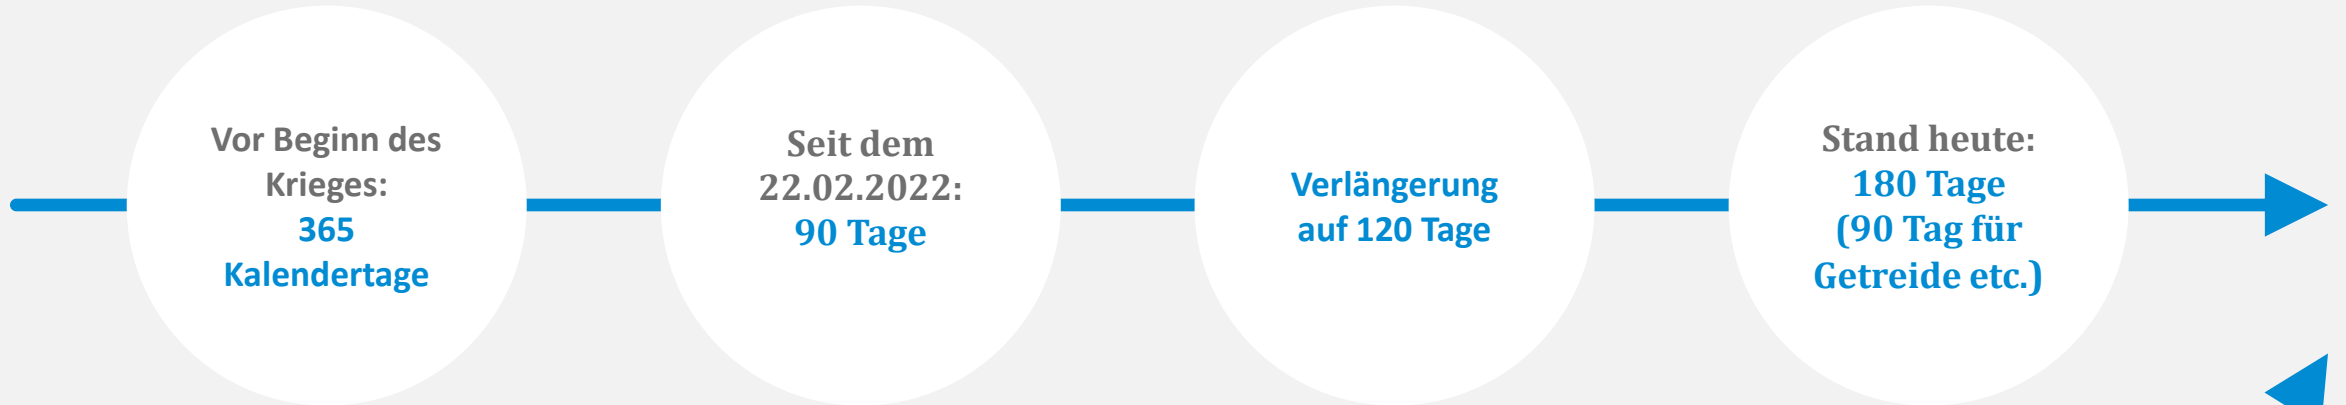 Vor Beginn des
Krieges:
365
Kalendertage
Seit dem
22.02.2022:
90 Tage
Verlängerung
auf 120 Tage
Stand heute:
180 Tage
(90 Tag für
Getreide etc.)